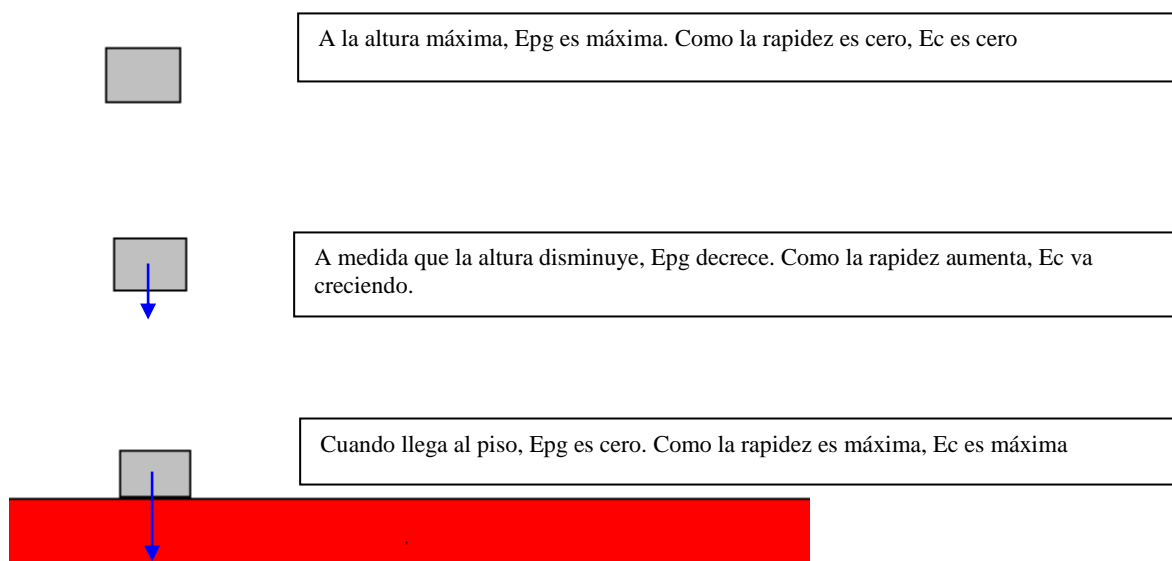 A la altura máxima, Epg es máxima. Como la rapidez es cero, Ec es cero
A medida que la altura disminuye, Epg decrece. Como la rapidez aumenta, Ec va
creciendo.
Cuando llega al piso, Epg es cero. Como la rapidez es máxima, Ec es máxima